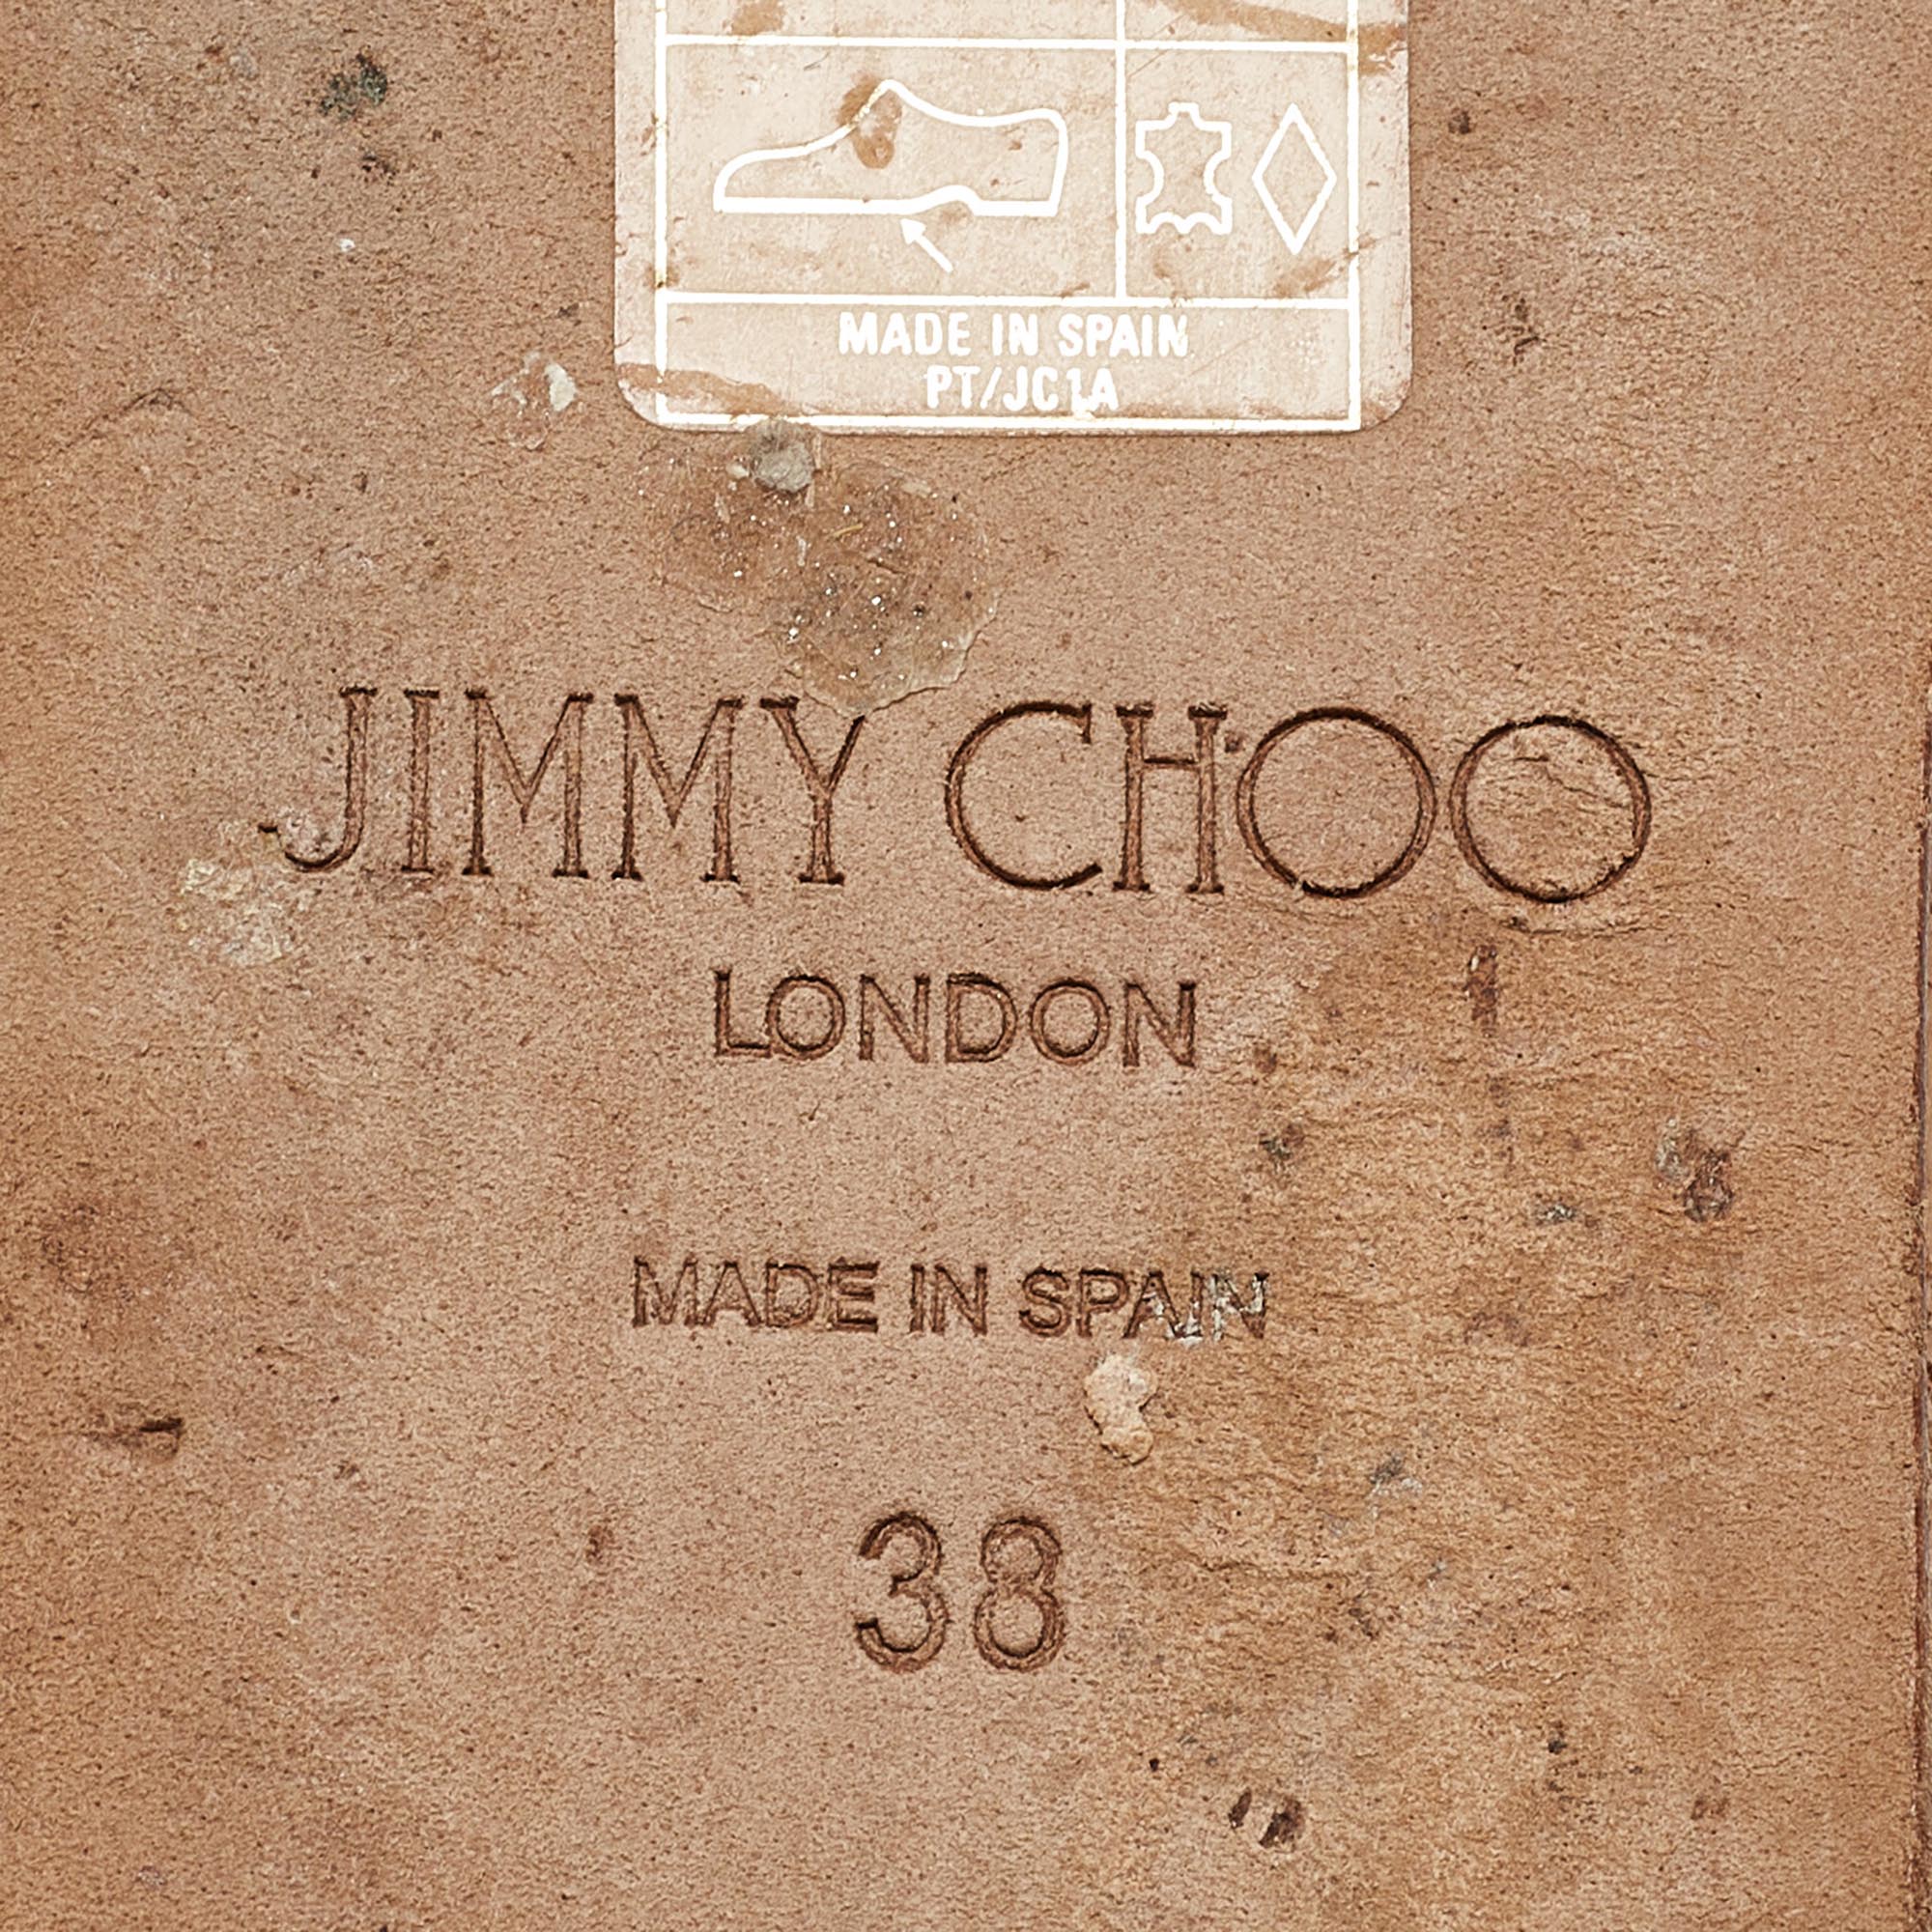 MADE IN SPAIN
PT/JC1A
JIMMY CHOO
LONDON
MADE IN SPAIN
38